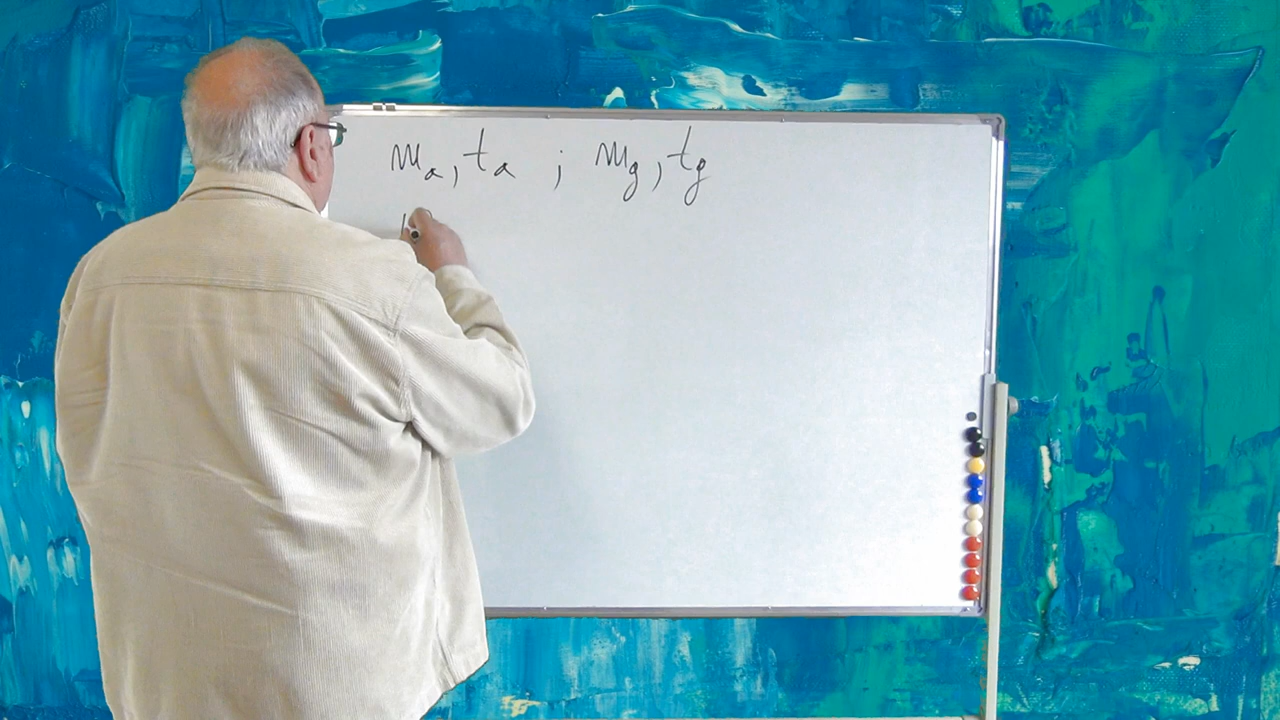 mₐ, tₐ ; m_g, t_g